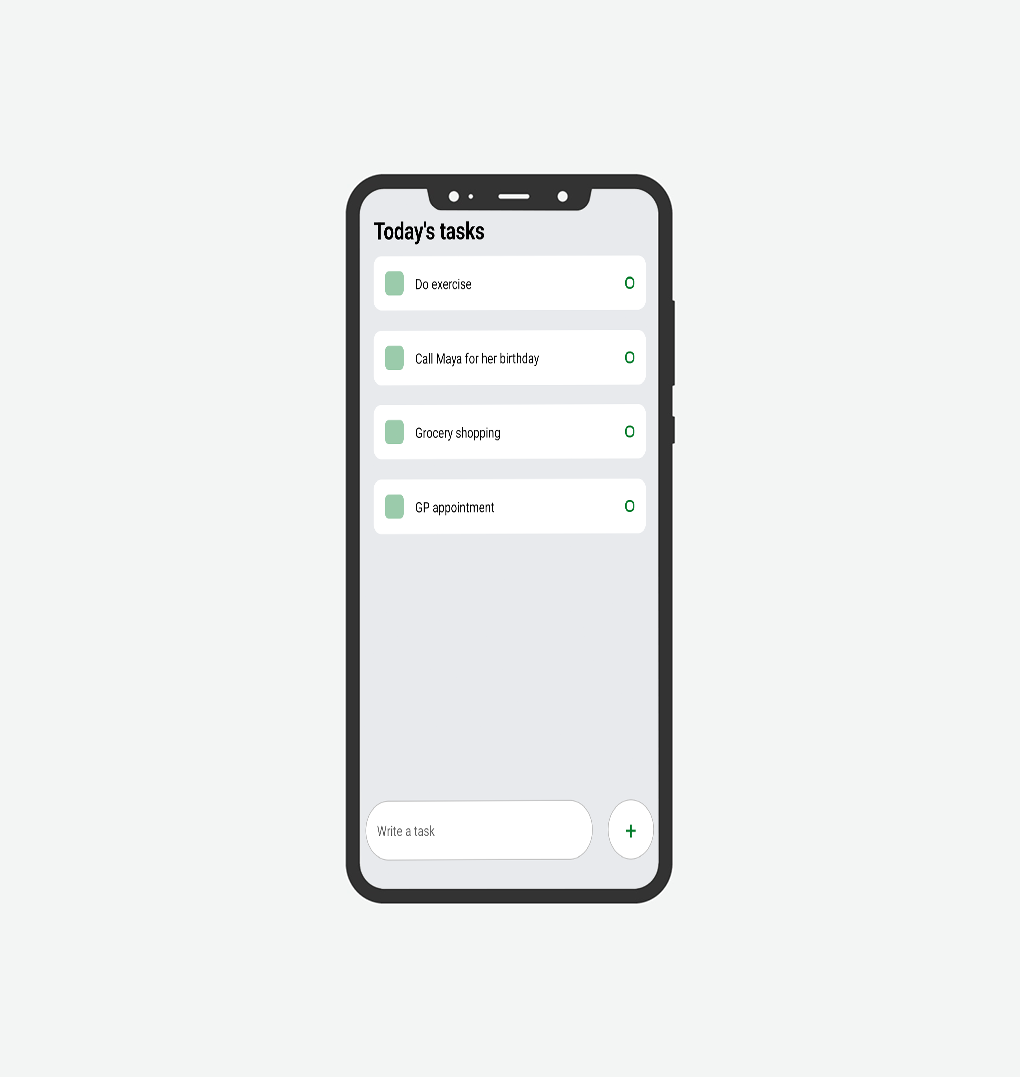 Today's tasks
Do exercise
Call Maya for her birthday
Grocery shopping
GP appointment
Write a task
+